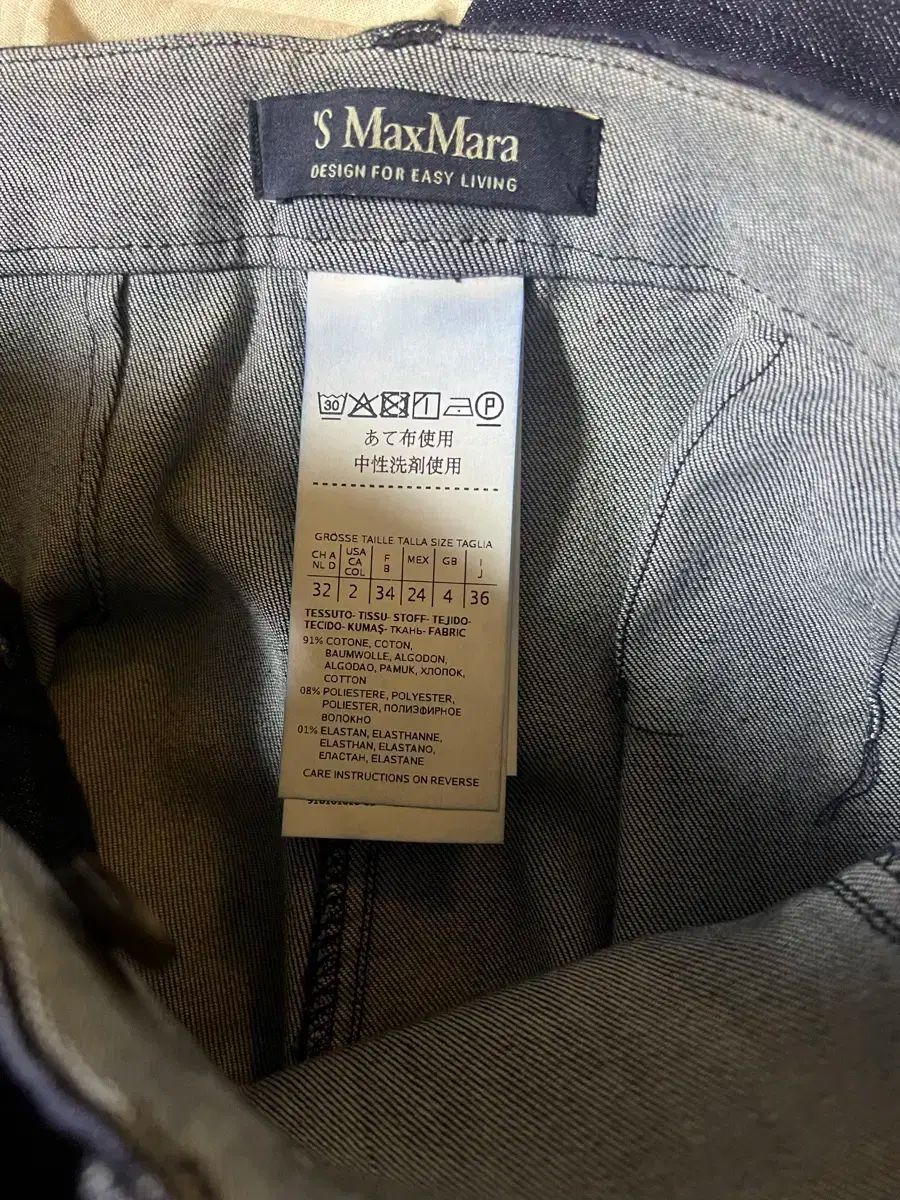 'S MaxMara
DESIGN FOR EASY LIVING
30 P
あて布使用
中性洗剤使用
GRÖSSE TAILLE TALLA SIZE TAGLIA
CH A NL D USA CA COL F B MEX GB I J
32 2 34 24 4 36
TESSUTO- TISSU- STOFF- TEJIDO-
TECIDO- KUMAŞ- ТКАНЬ- FABRIC
91% COTONE, COTON,
BAUMWOLLE, ALGODON,
ALGODAO, PAMUK, ХЛОПОК,
COTTON
08% POLIESTERE, POLYESTER,
POLIESTER, ПОЛИЭФИРНОЕ
ВОЛОКНО
01% ELASTAN, ELASTHANNE,
ELASTHAN, ELASTANO,
ЕЛАСТАН, ELASTANE
CARE INSTRUCTIONS ON REVERSE